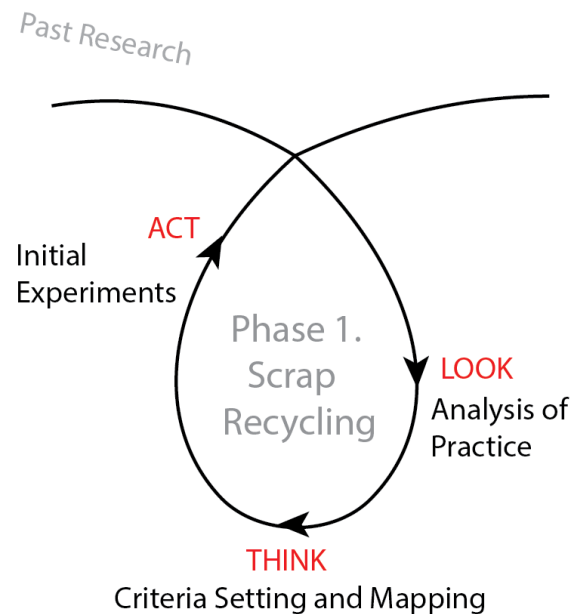 Past Research
ACT
Initial
Experiments
Phase 1.
Scrap
Recycling
LOOK
Analysis of
Practice
THINK
Criteria Setting and Mapping